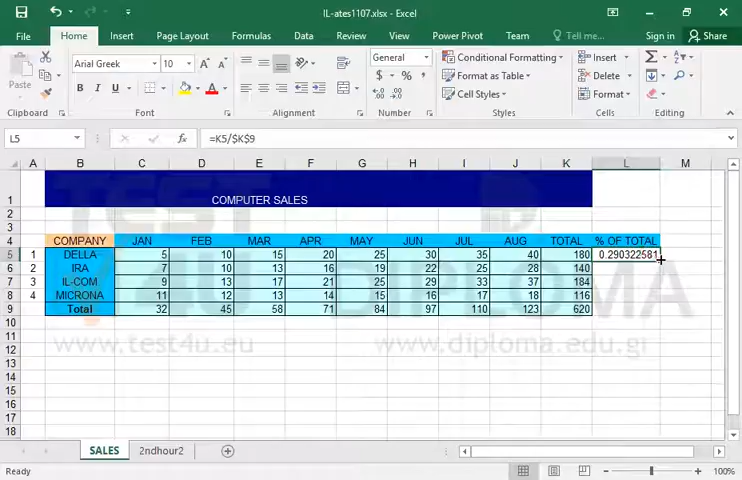 IL-ates1107.xlsx - Excel
File Home Insert Page Layout Formulas Data Review View Power Pivot Team Tell me... Sign in Share
Paste
Arial Greek 10
B I U
General
$ % ,
Conditional Formatting
Format as Table
Cell Styles
Insert
Delete
Format
Clipboard Font Alignment Number Styles Cells Editing
L5 fx =K5/$K$9
A B C D E F G H I J K L M
1 COMPUTER SALES
2
3
4 COMPANY JAN FEB MAR APR MAY JUN JUL AUG TOTAL % OF TOTAL
5 1 DELLA 5 10 15 20 25 30 35 40 180 0.290322581
6 2 IRA 7 10 13 16 19 22 25 28 140
7 3 IL-COM 9 13 17 21 25 29 33 37 184
8 4 MICRONA 11 12 13 14 15 16 17 18 116
9 Total 32 45 58 71 84 97 110 123 620
10
11
12
13
14
15
16
17
18
TEST
4U DIPLOMA
www.test4u.eu www.diploma.edu.gr
SALES 2ndhour2
Ready 100%